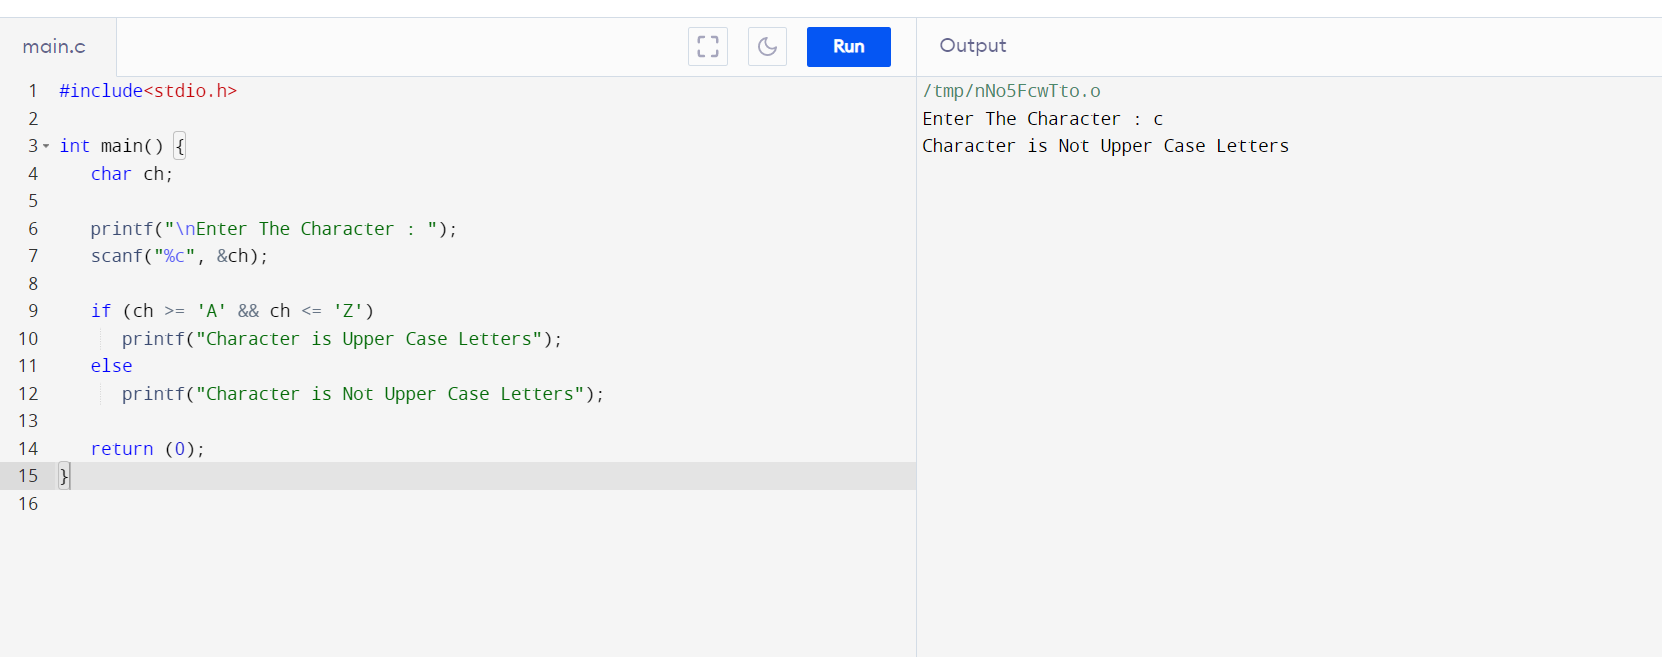 main.c
Run
Output
1 #include<stdio.h>
2
3 int main() {
4 char ch;
5
6 printf("\nEnter The Character : ");
7 scanf("%c", &ch);
8
9 if (ch >= 'A' && ch <= 'Z')
10 printf("Character is Upper Case Letters");
11 else
12 printf("Character is Not Upper Case Letters");
13
14 return (0);
15 }
16
/tmp/nNo5FcwTto.o
Enter The Character : c
Character is Not Upper Case Letters